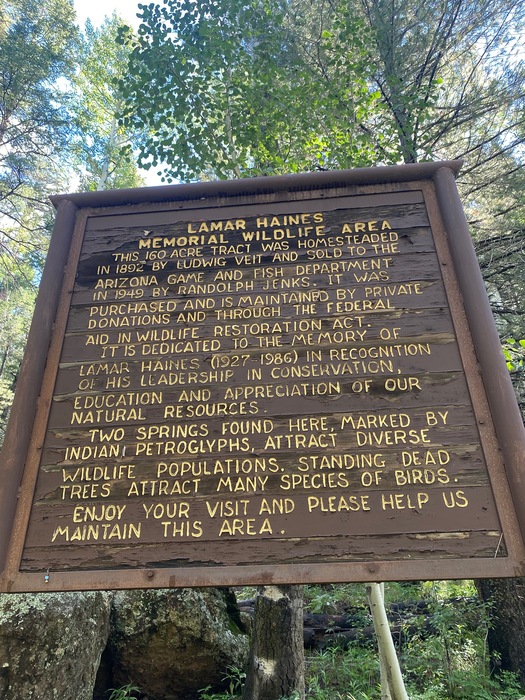 LAMAR HAINES
MEMORIAL WILDLIFE AREA
THIS 160 ACRE TRACT WAS HOMESTEADED
IN 1892 BY LUDWIG VEIT AND SOLD TO THE
ARIZONA GAME AND FISH DEPARTMENT
IN 1949 BY RANDOLPH JENKS. IT WAS
PURCHASED AND IS MAINTAINED BY PRIVATE
DONATIONS AND THROUGH THE FEDERAL
AID IN WILDLIFE RESTORATION ACT.
IT IS DEDICATED TO THE MEMORY OF
LAMAR HAINES (1927-1986) IN RECOGNITION
OF HIS LEADERSHIP IN CONSERVATION,
EDUCATION AND APPRECIATION OF OUR
NATURAL RESOURCES.
TWO SPRINGS FOUND HERE, MARKED BY
INDIAN PETROGLYPHS, ATTRACT DIVERSE
WILDLIFE POPULATIONS. STANDING DEAD
TREES ATTRACT MANY SPECIES OF BIRDS.
ENJOY YOUR VISIT AND PLEASE HELP US
MAINTAIN THIS AREA.